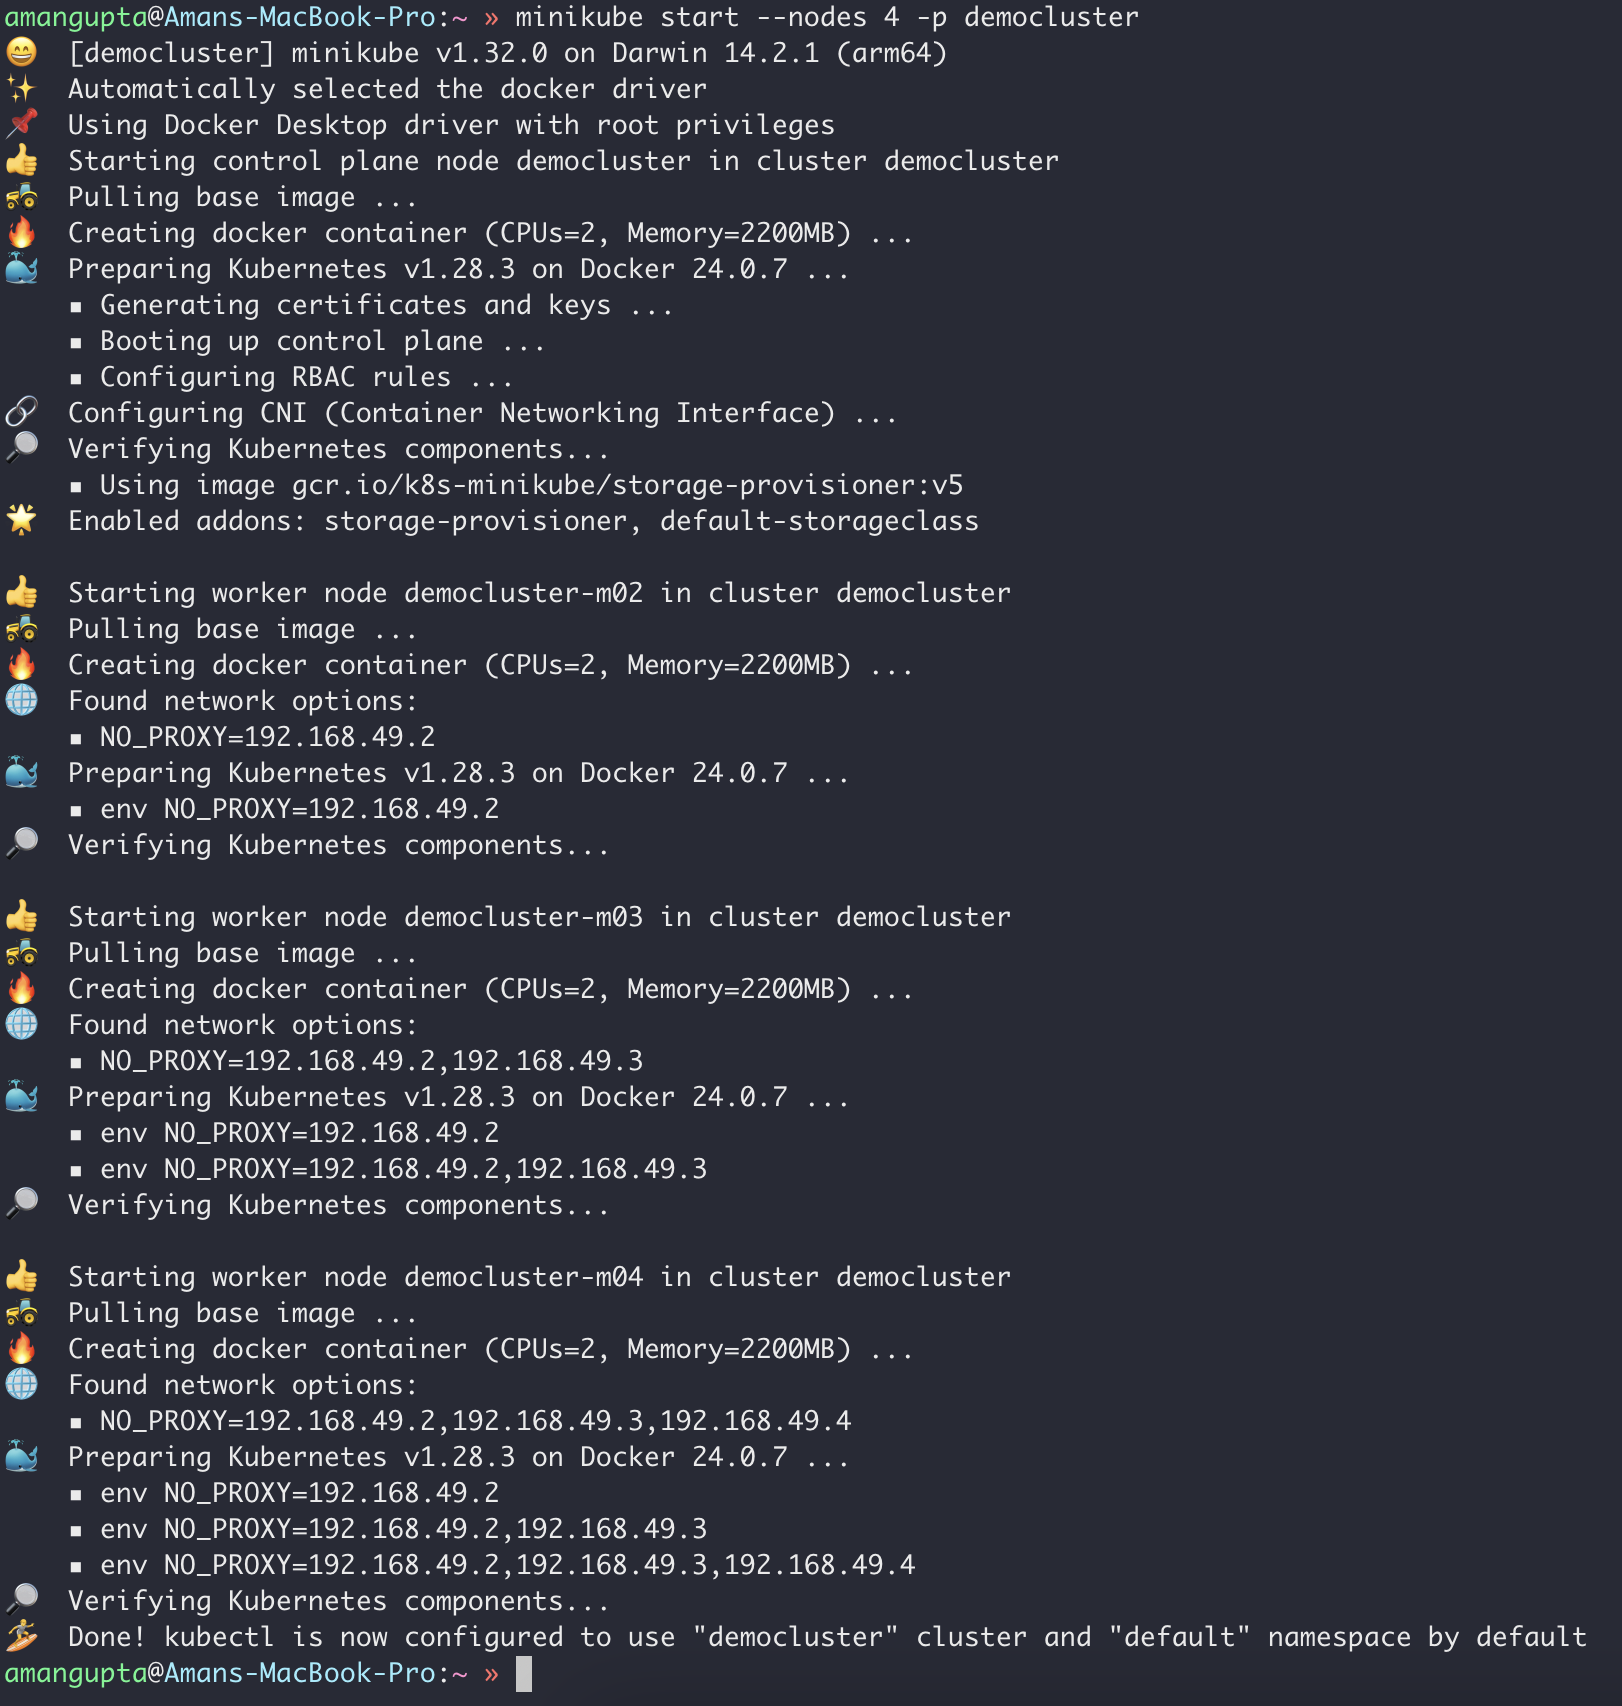 amangupta@Amans-MacBook-Pro:~ » minikube start --nodes 4 -p democluster
😄  [democluster] minikube v1.32.0 on Darwin 14.2.1 (arm64)
✨  Automatically selected the docker driver
📌  Using Docker Desktop driver with root privileges
👍  Starting control plane node democluster in cluster democluster
🚜  Pulling base image ...
🔥  Creating docker container (CPUs=2, Memory=2200MB) ...
🐳  Preparing Kubernetes v1.28.3 on Docker 24.0.7 ...
    ▪ Generating certificates and keys ...
    ▪ Booting up control plane ...
    ▪ Configuring RBAC rules ...
🔗  Configuring CNI (Container Networking Interface) ...
🔎  Verifying Kubernetes components...
    ▪ Using image gcr.io/k8s-minikube/storage-provisioner:v5
🌟  Enabled addons: storage-provisioner, default-storageclass

👍  Starting worker node democluster-m02 in cluster democluster
🚜  Pulling base image ...
🔥  Creating docker container (CPUs=2, Memory=2200MB) ...
🌐  Found network options:
    ▪ NO_PROXY=192.168.49.2
🐳  Preparing Kubernetes v1.28.3 on Docker 24.0.7 ...
    ▪ env NO_PROXY=192.168.49.2
🔎  Verifying Kubernetes components...

👍  Starting worker node democluster-m03 in cluster democluster
🚜  Pulling base image ...
🔥  Creating docker container (CPUs=2, Memory=2200MB) ...
🌐  Found network options:
    ▪ NO_PROXY=192.168.49.2,192.168.49.3
🐳  Preparing Kubernetes v1.28.3 on Docker 24.0.7 ...
    ▪ env NO_PROXY=192.168.49.2
    ▪ env NO_PROXY=192.168.49.2,192.168.49.3
🔎  Verifying Kubernetes components...

👍  Starting worker node democluster-m04 in cluster democluster
🚜  Pulling base image ...
🔥  Creating docker container (CPUs=2, Memory=2200MB) ...
🌐  Found network options:
    ▪ NO_PROXY=192.168.49.2,192.168.49.3,192.168.49.4
🐳  Preparing Kubernetes v1.28.3 on Docker 24.0.7 ...
    ▪ env NO_PROXY=192.168.49.2
    ▪ env NO_PROXY=192.168.49.2,192.168.49.3
    ▪ env NO_PROXY=192.168.49.2,192.168.49.3,192.168.49.4
🔎  Verifying Kubernetes components...
🏄  Done! kubectl is now configured to use "democluster" cluster and "default" namespace by default
amangupta@Amans-MacBook-Pro:~ »